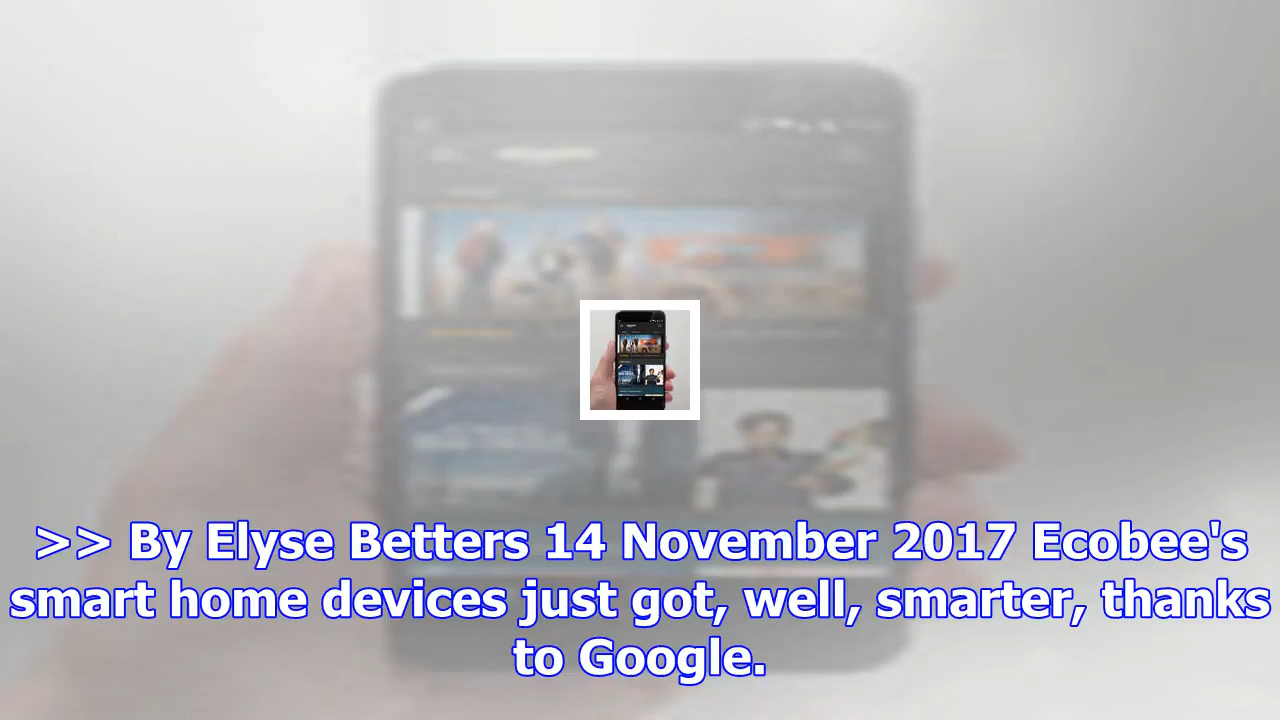 >> By Elyse Betters 14 November 2017 Ecobee's
smart home devices just got, well, smarter, thanks
to Google.